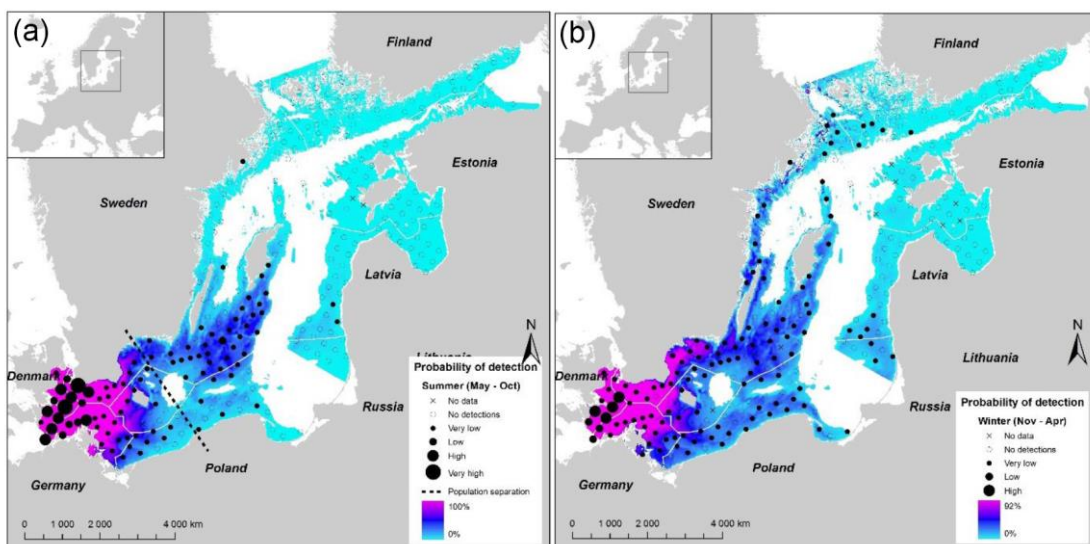 (a)
Finland
Estonia
Sweden
Latvia
Lithuania
N
Denmark
Russia
Poland
Germany
Probability of detection
Summer (May - Oct)
No data
No detections
Very low
Low
High
Very high
Population separation
100%
0%
0 1 000 2 000 4 000 km
(b)
Finland
Estonia
Sweden
Latvia
N
Lithuania
Denmark
Russia
Poland
Germany
Probability of detection
Winter (Nov - Apr)
No data
No detections
Very low
Low
High
92%
0%
0 1 000 2 000 4 000 km